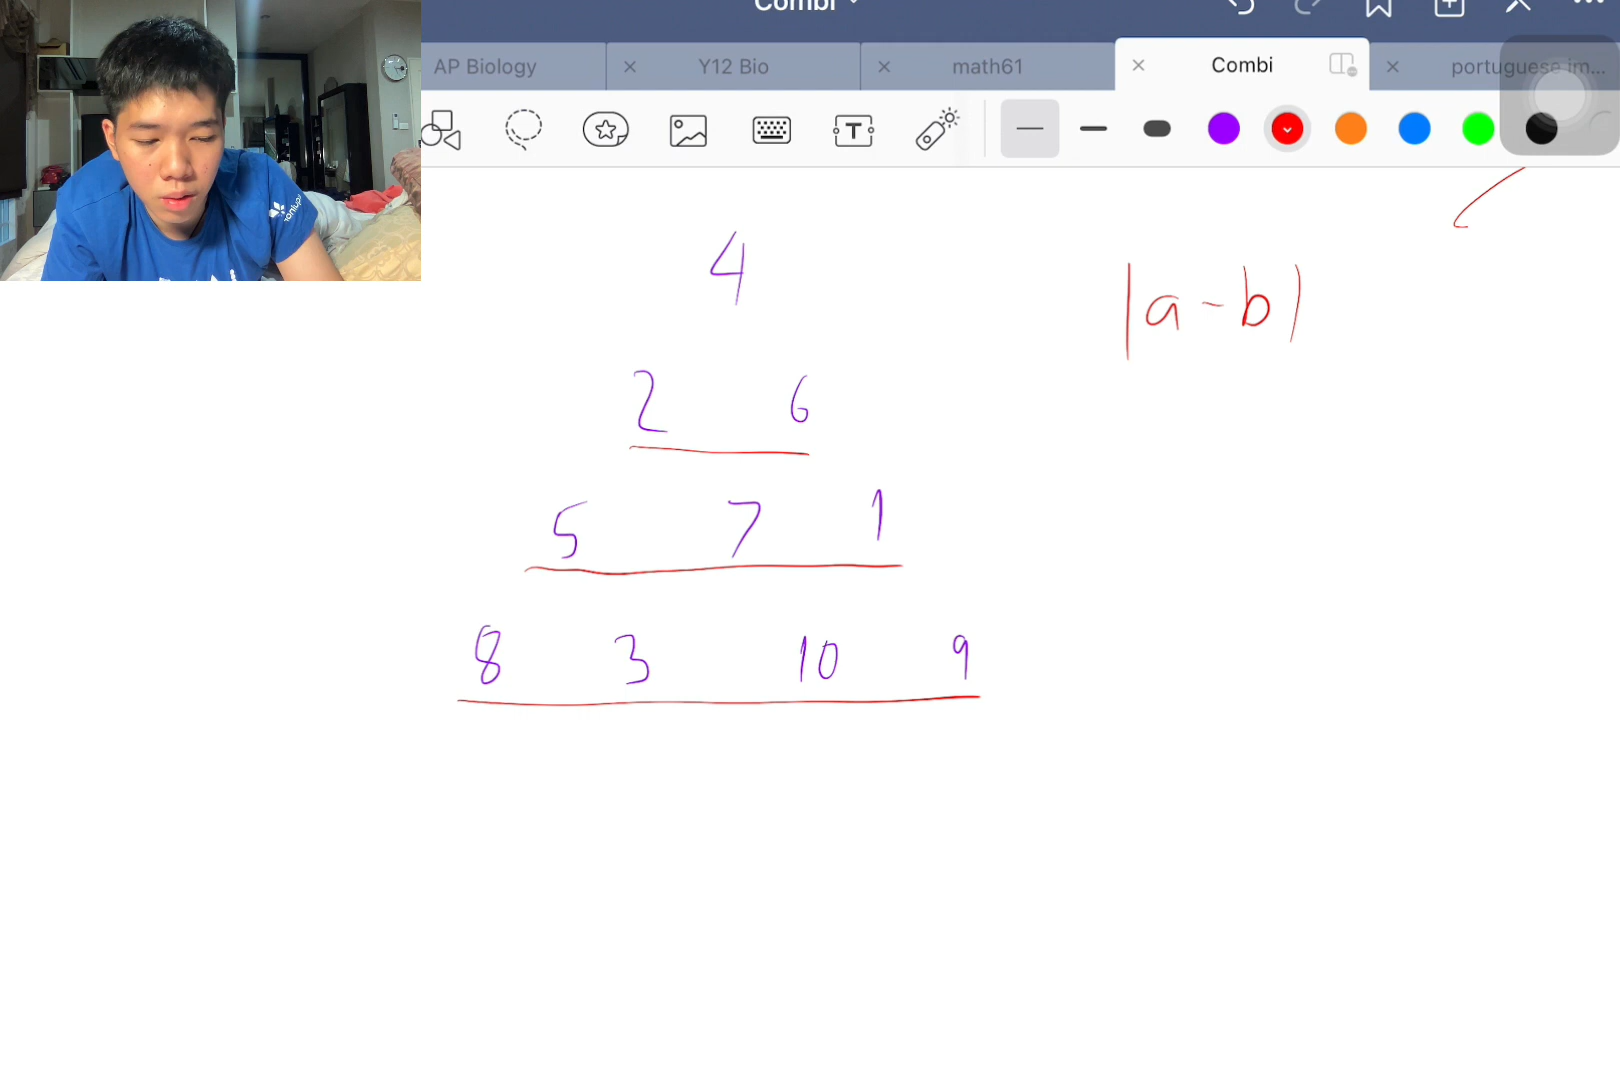 Combi
AP Biology
Y12 Bio
math61
Combi
portuguese im...
T
4
|a-b|
2 6
5 7 1
8 3 10 9